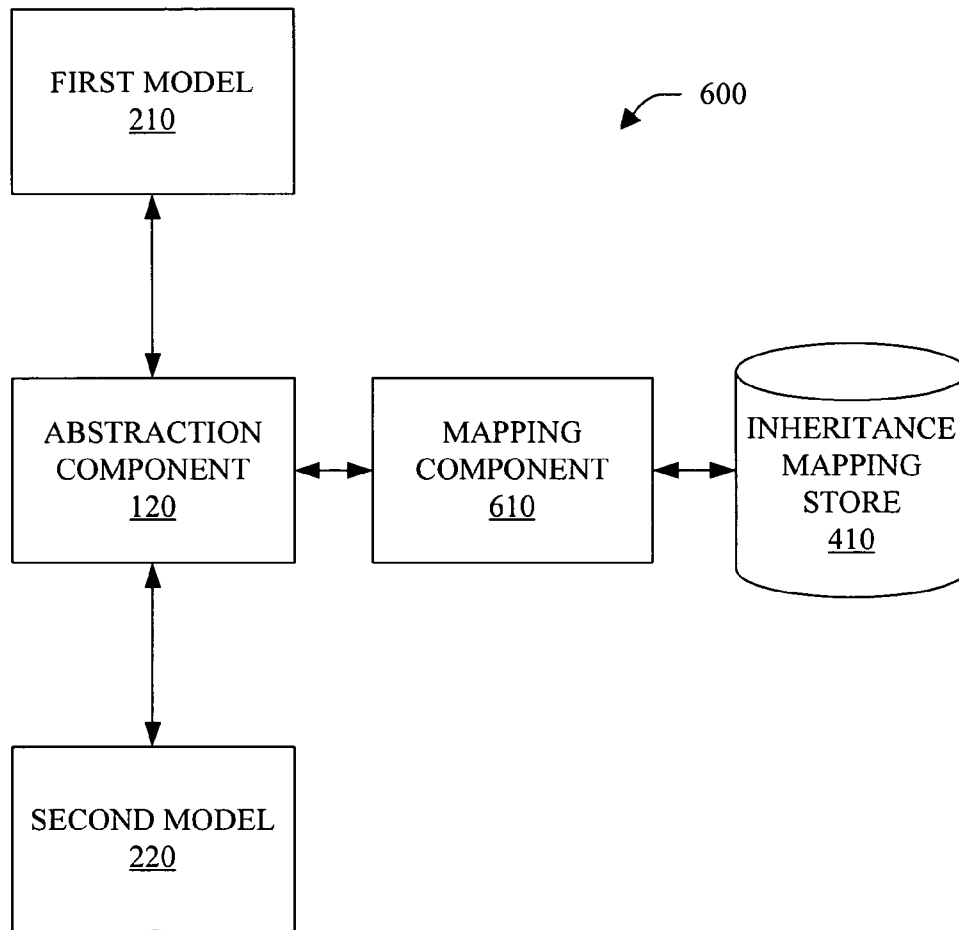 FIRST MODEL
210
600
ABSTRACTION
COMPONENT
120
MAPPING
COMPONENT
610
INHERITANCE
MAPPING
STORE
410
SECOND MODEL
220